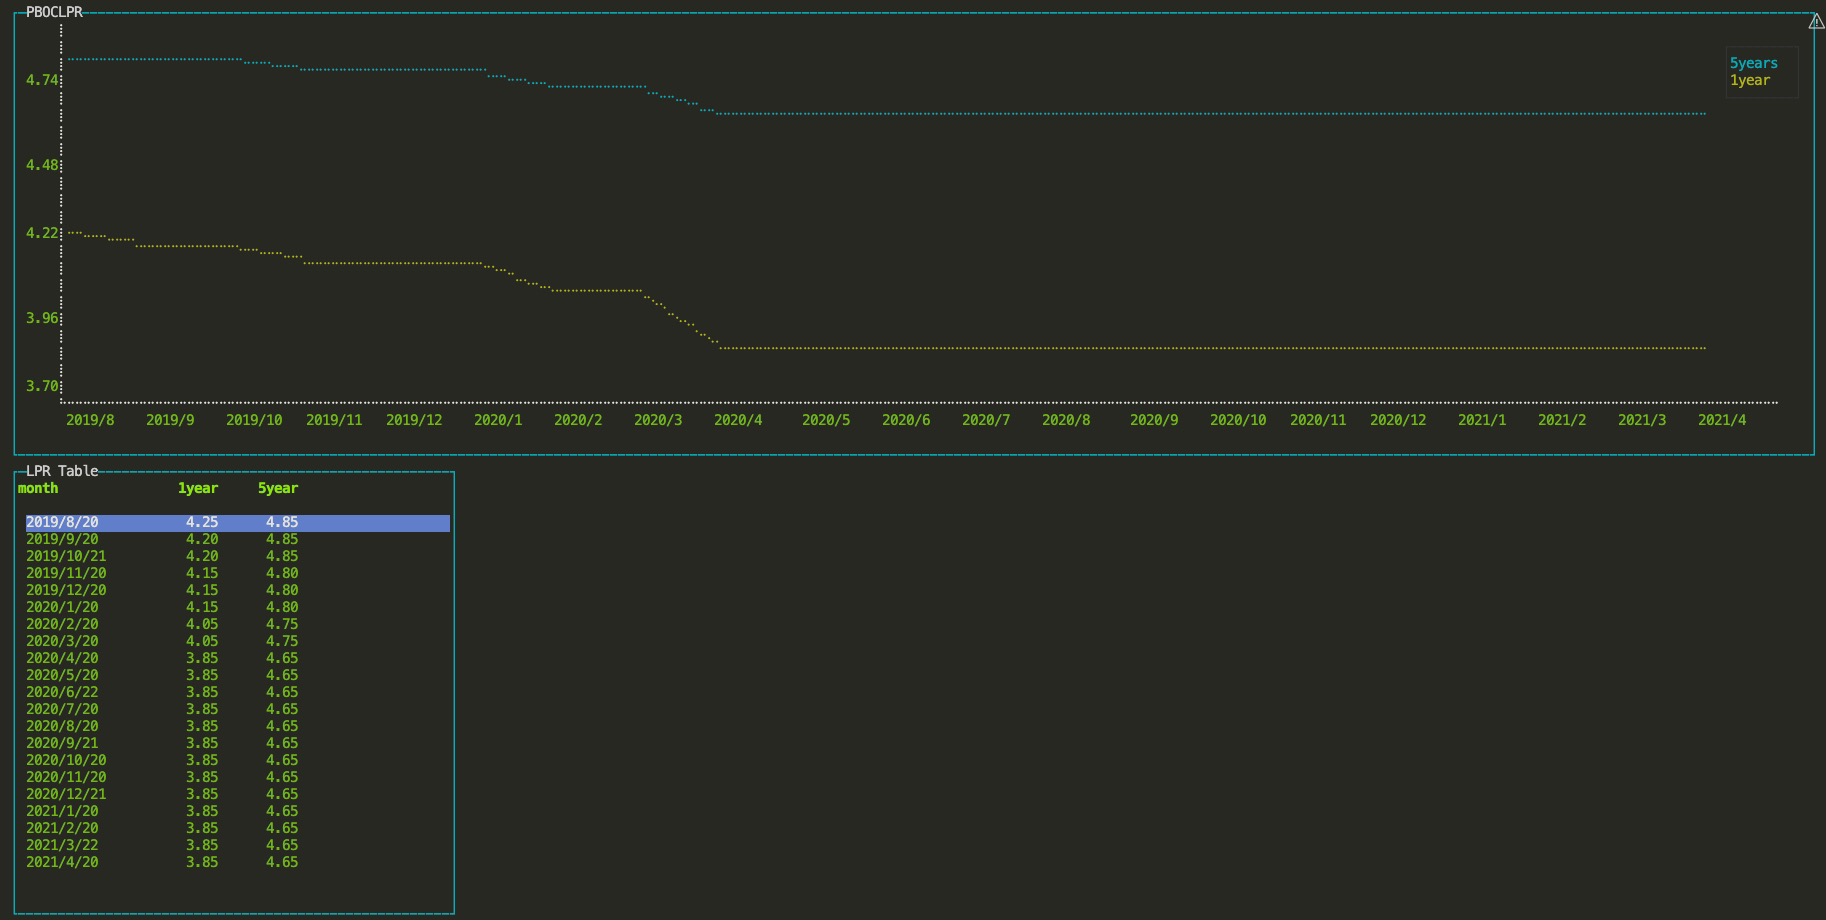 PBOCLPR
5years
1year
4.74
4.48
4.22
3.96
3.70
2019/8 2019/9 2019/10 2019/11 2019/12 2020/1 2020/2 2020/3 2020/4 2020/5 2020/6 2020/7 2020/8 2020/9 2020/10 2020/11 2020/12 2021/1 2021/2 2021/3 2021/4
LPR Table
month 1year 5year
2019/8/20 4.25 4.85
2019/9/20 4.20 4.85
2019/10/21 4.20 4.85
2019/11/20 4.15 4.80
2019/12/20 4.15 4.80
2020/1/20 4.15 4.80
2020/2/20 4.05 4.75
2020/3/20 4.05 4.75
2020/4/20 3.85 4.65
2020/5/20 3.85 4.65
2020/6/22 3.85 4.65
2020/7/20 3.85 4.65
2020/8/20 3.85 4.65
2020/9/21 3.85 4.65
2020/10/20 3.85 4.65
2020/11/20 3.85 4.65
2020/12/21 3.85 4.65
2021/1/20 3.85 4.65
2021/2/20 3.85 4.65
2021/3/22 3.85 4.65
2021/4/20 3.85 4.65